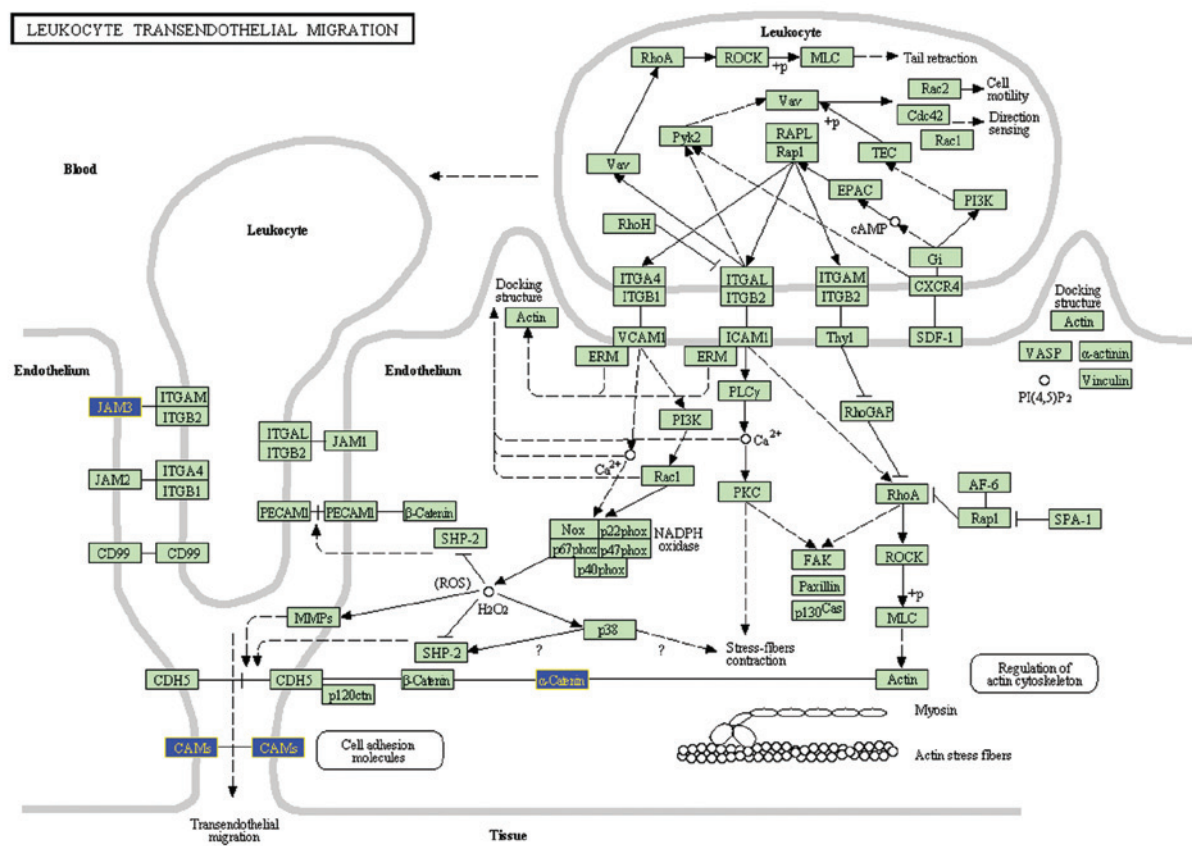 LEUKOCYTE TRANSENDOTHELIAL MIGRATION
Leukocyte
RhoA
ROCK
+p
MLC
Tail retraction
Vav
+p
Rac2
Cell
motility
Cdc42
Direction
sensing
Rac1
Pyk2
RAPL
Rap1
TEC
Vav
EPAC
PI3K
cAMP
RhoH
Gi
ITGA4
ITGB1
ITGAL
ITGB2
ITGAM
ITGB2
CXCR4
Blood
Leukocyte
Docking
structure
Actin
VCAM1
ICAM1
Thy1
SDF-1
ERM
ERM
Docking
structure
Actin
VASP
α-actinin
Vinculin
PI(4,5)P2
Endothelium
Endothelium
JAM3
ITGAM
ITGB2
ITGAL
ITGB2
JAM1
PLCγ
PI3K
RhoGAP
Ca2+
Ca2+
JAM2
ITGA4
ITGB1
Rac1
PKC
RhoA
AF-6
Rap1
SPA-1
PECAM1
PECAM1
β-Catenin
SHP-2
Nox
p22phox
p67phox
p47phox
p40phox
NADPH
oxidase
CD99
CD99
FAK
Paxillin
p130Cas
ROCK
+p
MLC
(ROS)
H2O2
MMPs
p38
SHP-2
?
?
Stress-fibers
contraction
CDH5
CDH5
p120ctn
β-Catenin
α-Catenin
Actin
Regulation of
actin cytoskeleton
CAMs
CAMs
Cell adhesion
molecules
Myosin
Actin stress fibers
Transendothelial
migration
Tissue